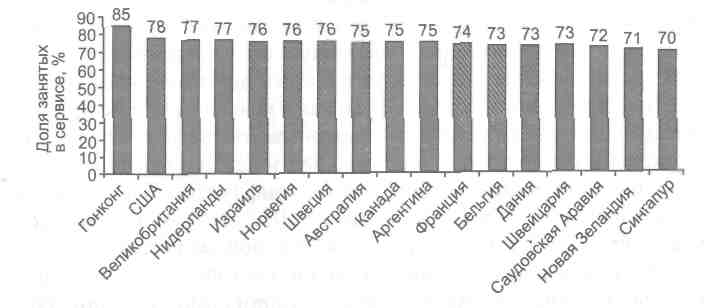 Доля занятых
в сервисе, %
90
80
70
60
50
40
30
20
10
0
85 78 77 77 76 76 76 75 75 75 74 73 73 73 72 71 70
Гонконг
США
Великобритания
Нидерланды
Израиль
Норвегия
Швеция
Австралия
Канада
Аргентина
Франция
Бельгия
Дания
Швейцария
Саудовская Аравия
Новая Зеландия
Сингапур